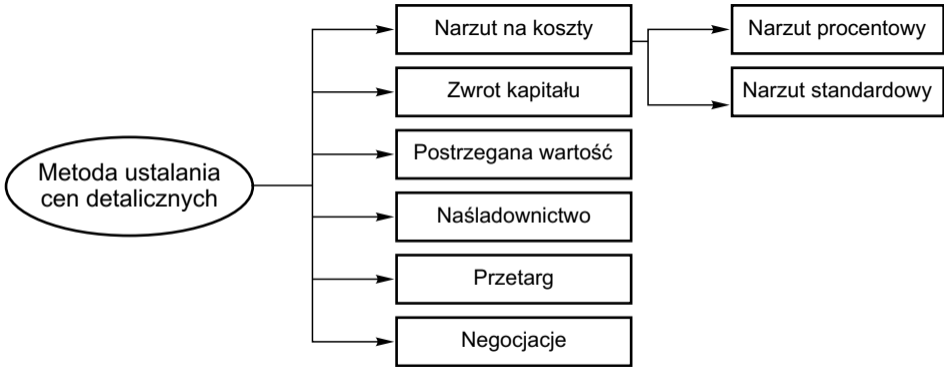 Metoda ustalania
cen detalicznych
Narzut na koszty
Zwrot kapitału
Postrzegana wartość
Naśladownictwo
Przetarg
Negocjacje
Narzut procentowy
Narzut standardowy